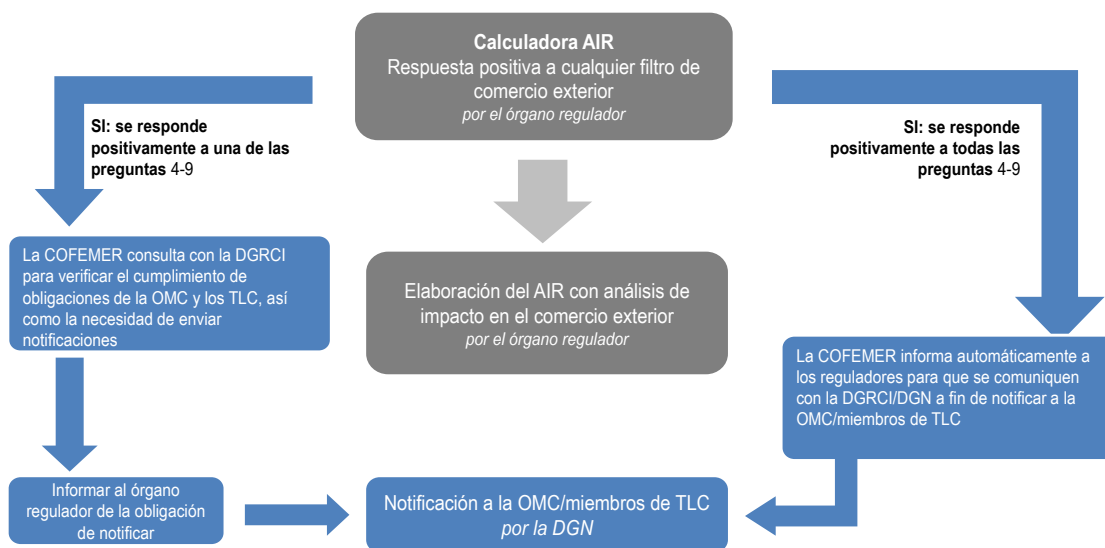 Calculadora AIR
Respuesta positiva a cualquier filtro de
comercio exterior
por el órgano regulador
SI: se responde
positivamente a una de las
preguntas 4-9
SI: se responde
positivamente a todas las
preguntas 4-9
La COFEMER consulta con la DGRCI
para verificar el cumplimiento de
obligaciones de la OMC y los TLC, así
como la necesidad de enviar
notificaciones
Elaboración del AIR con análisis de
impacto en el comercio exterior
por el órgano regulador
La COFEMER informa automáticamente a
los reguladores para que se comuniquen
con la DGRCI/DGN a fin de notificar a la
OMC/miembros de TLC
Informar al órgano
regulador de la obligación
de notificar
Notificación a la OMC/miembros de TLC
por la DGN